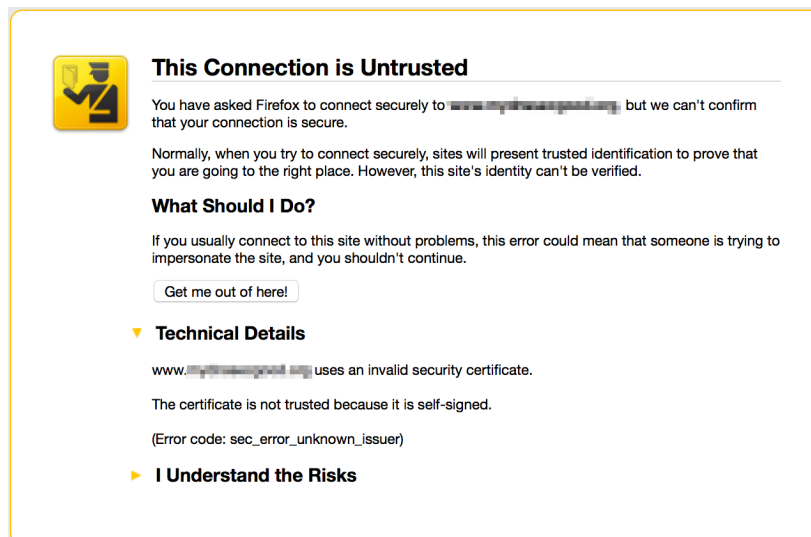 This Connection is Untrusted
You have asked Firefox to connect securely to but we can't confirm
that your connection is secure.
Normally, when you try to connect securely, sites will present trusted identification to prove that
you are going to the right place. However, this site's identity can't be verified.
What Should I Do?
If you usually connect to this site without problems, this error could mean that someone is trying to
impersonate the site, and you shouldn't continue.
Get me out of here!
Technical Details
www. uses an invalid security certificate.
The certificate is not trusted because it is self-signed.
(Error code: sec_error_unknown_issuer)
I Understand the Risks